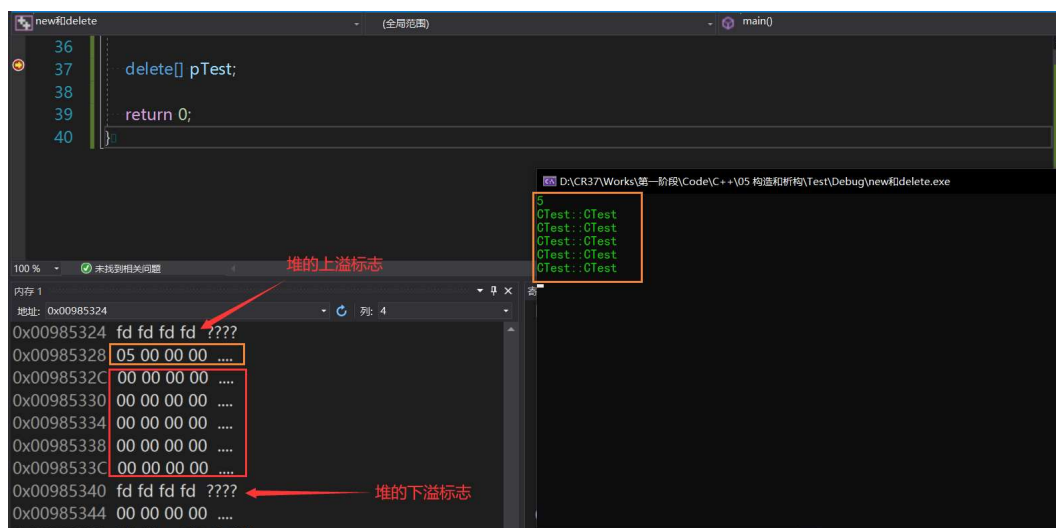 new和delete
(全局范围)
main()
36
37 delete[] pTest;
38
39 return 0;
40 }
D:\CR37\Works\第一阶段\Code\C++\05 构造和析构\Test\Debug\new和delete.exe
5
CTest::CTest
CTest::CTest
CTest::CTest
CTest::CTest
CTest::CTest
100 %
未找到相关问题
堆的上溢标志
内存 1
地址: 0x00985324
列: 4
0x00985324 fd fd fd fd ????
0x00985328 05 00 00 00 ....
0x0098532C 00 00 00 00 ....
0x00985330 00 00 00 00 ....
0x00985334 00 00 00 00 ....
0x00985338 00 00 00 00 ....
0x0098533C 00 00 00 00 ....
0x00985340 fd fd fd fd ????
堆的下溢标志
0x00985344 00 00 00 00 ....